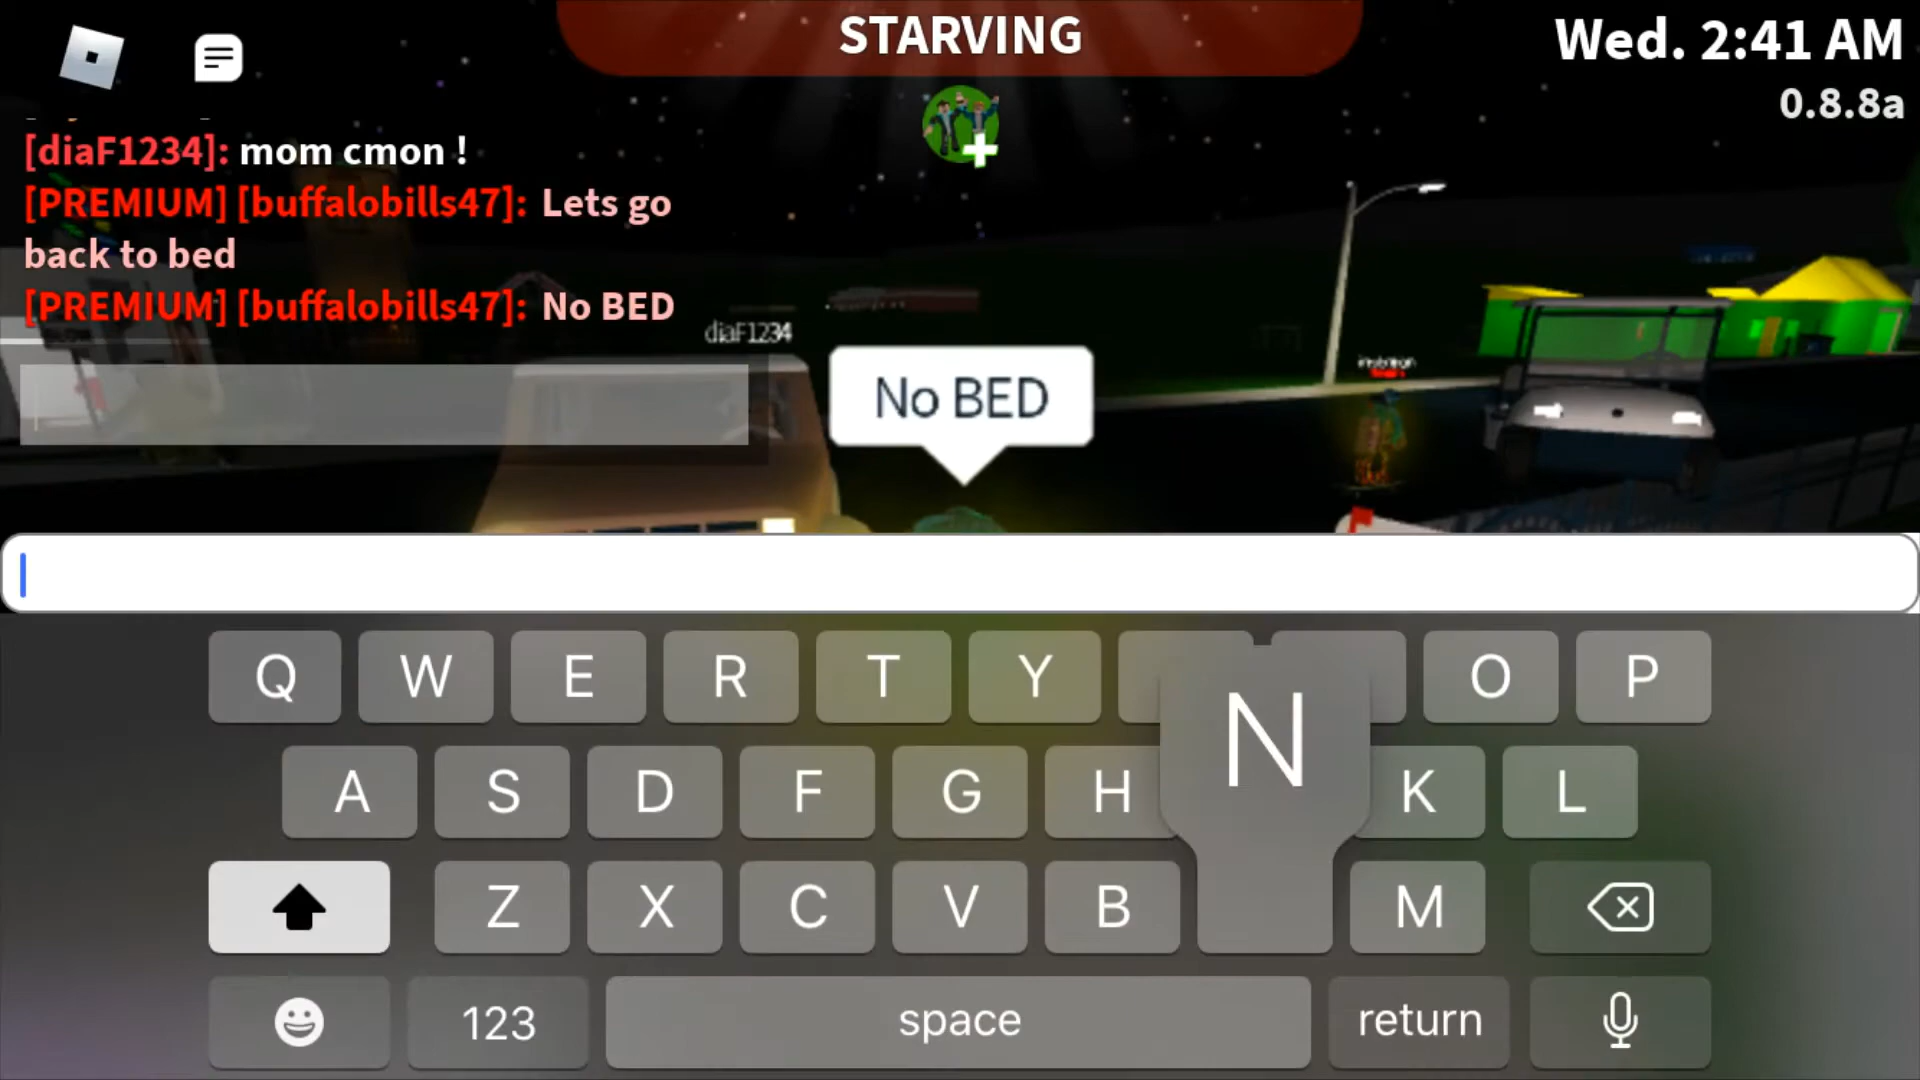 STARVING
Wed. 2:41 AM
0.8.8a
[diaF1234]: mom cmon !
[PREMIUM] [buffalobills47]: Lets go
back to bed
[PREMIUM] [buffalobills47]: No BED
diaF1234
No BED
Q W E R T Y O P
N
A S D F G H K L
Z X C V B M
123 space return